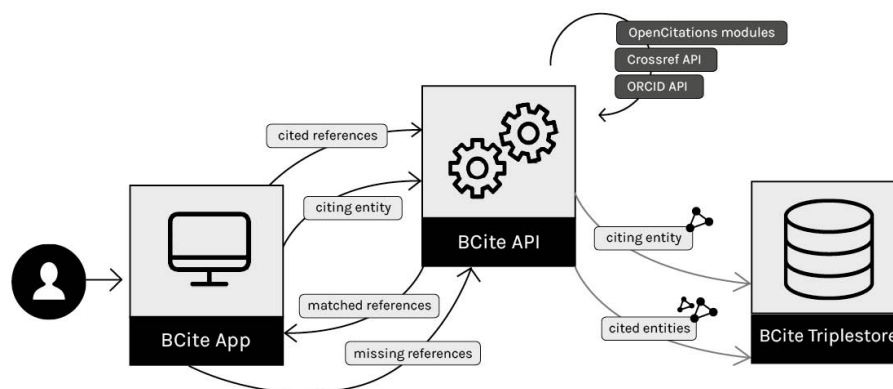 OpenCitations modules
Crossref API
ORCID API
cited references
citing entity
BCite API
citing entity
matched references
cited entities
BCite App
missing references
BCite Triplestore